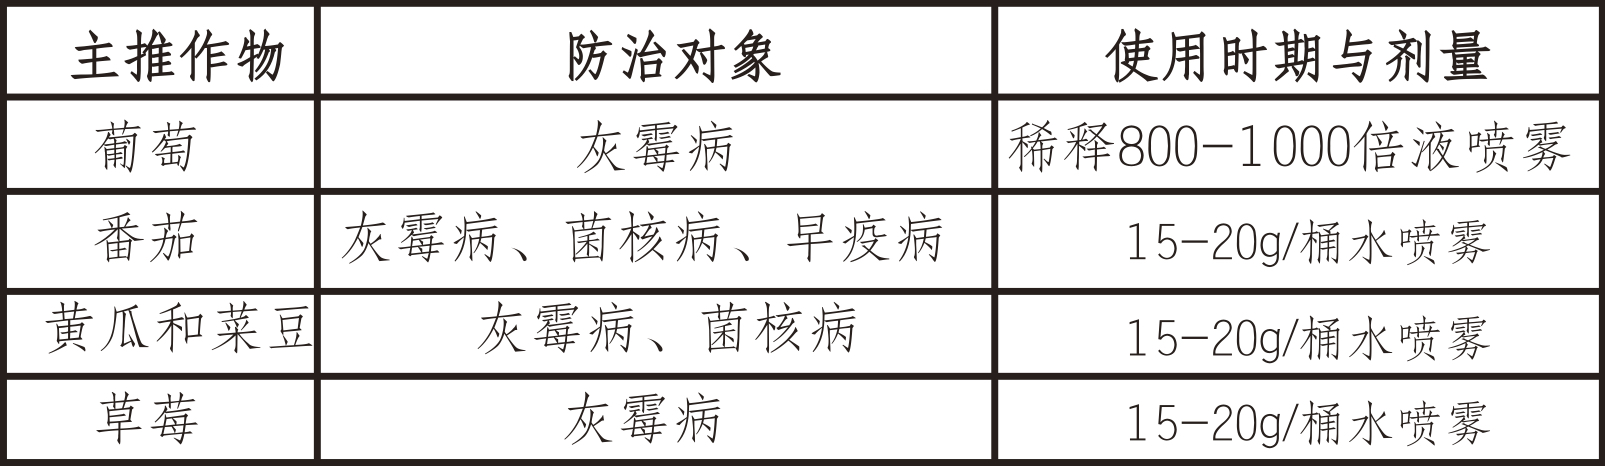 主推作物 防治对象 使用时期与剂量
葡萄 灰霉病 稀释800-1000倍液喷雾
番茄 灰霉病、菌核病、早疫病 15-20g/桶水喷雾
黄瓜和菜豆 灰霉病、菌核病 15-20g/桶水喷雾
草莓 灰霉病 15-20g/桶水喷雾